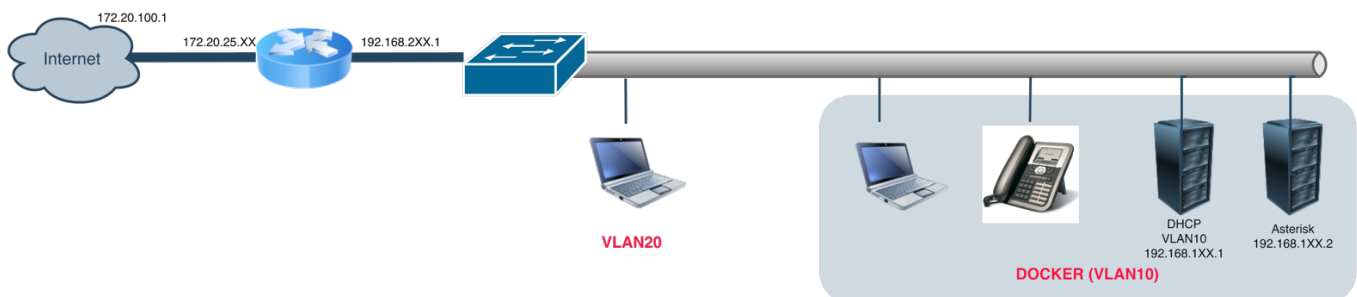 172.20.100.1
Internet
172.20.25.XX
192.168.2XX.1
VLAN20
DHCP
VLAN10
192.168.1XX.1
Asterisk
192.168.1XX.2
DOCKER (VLAN10)